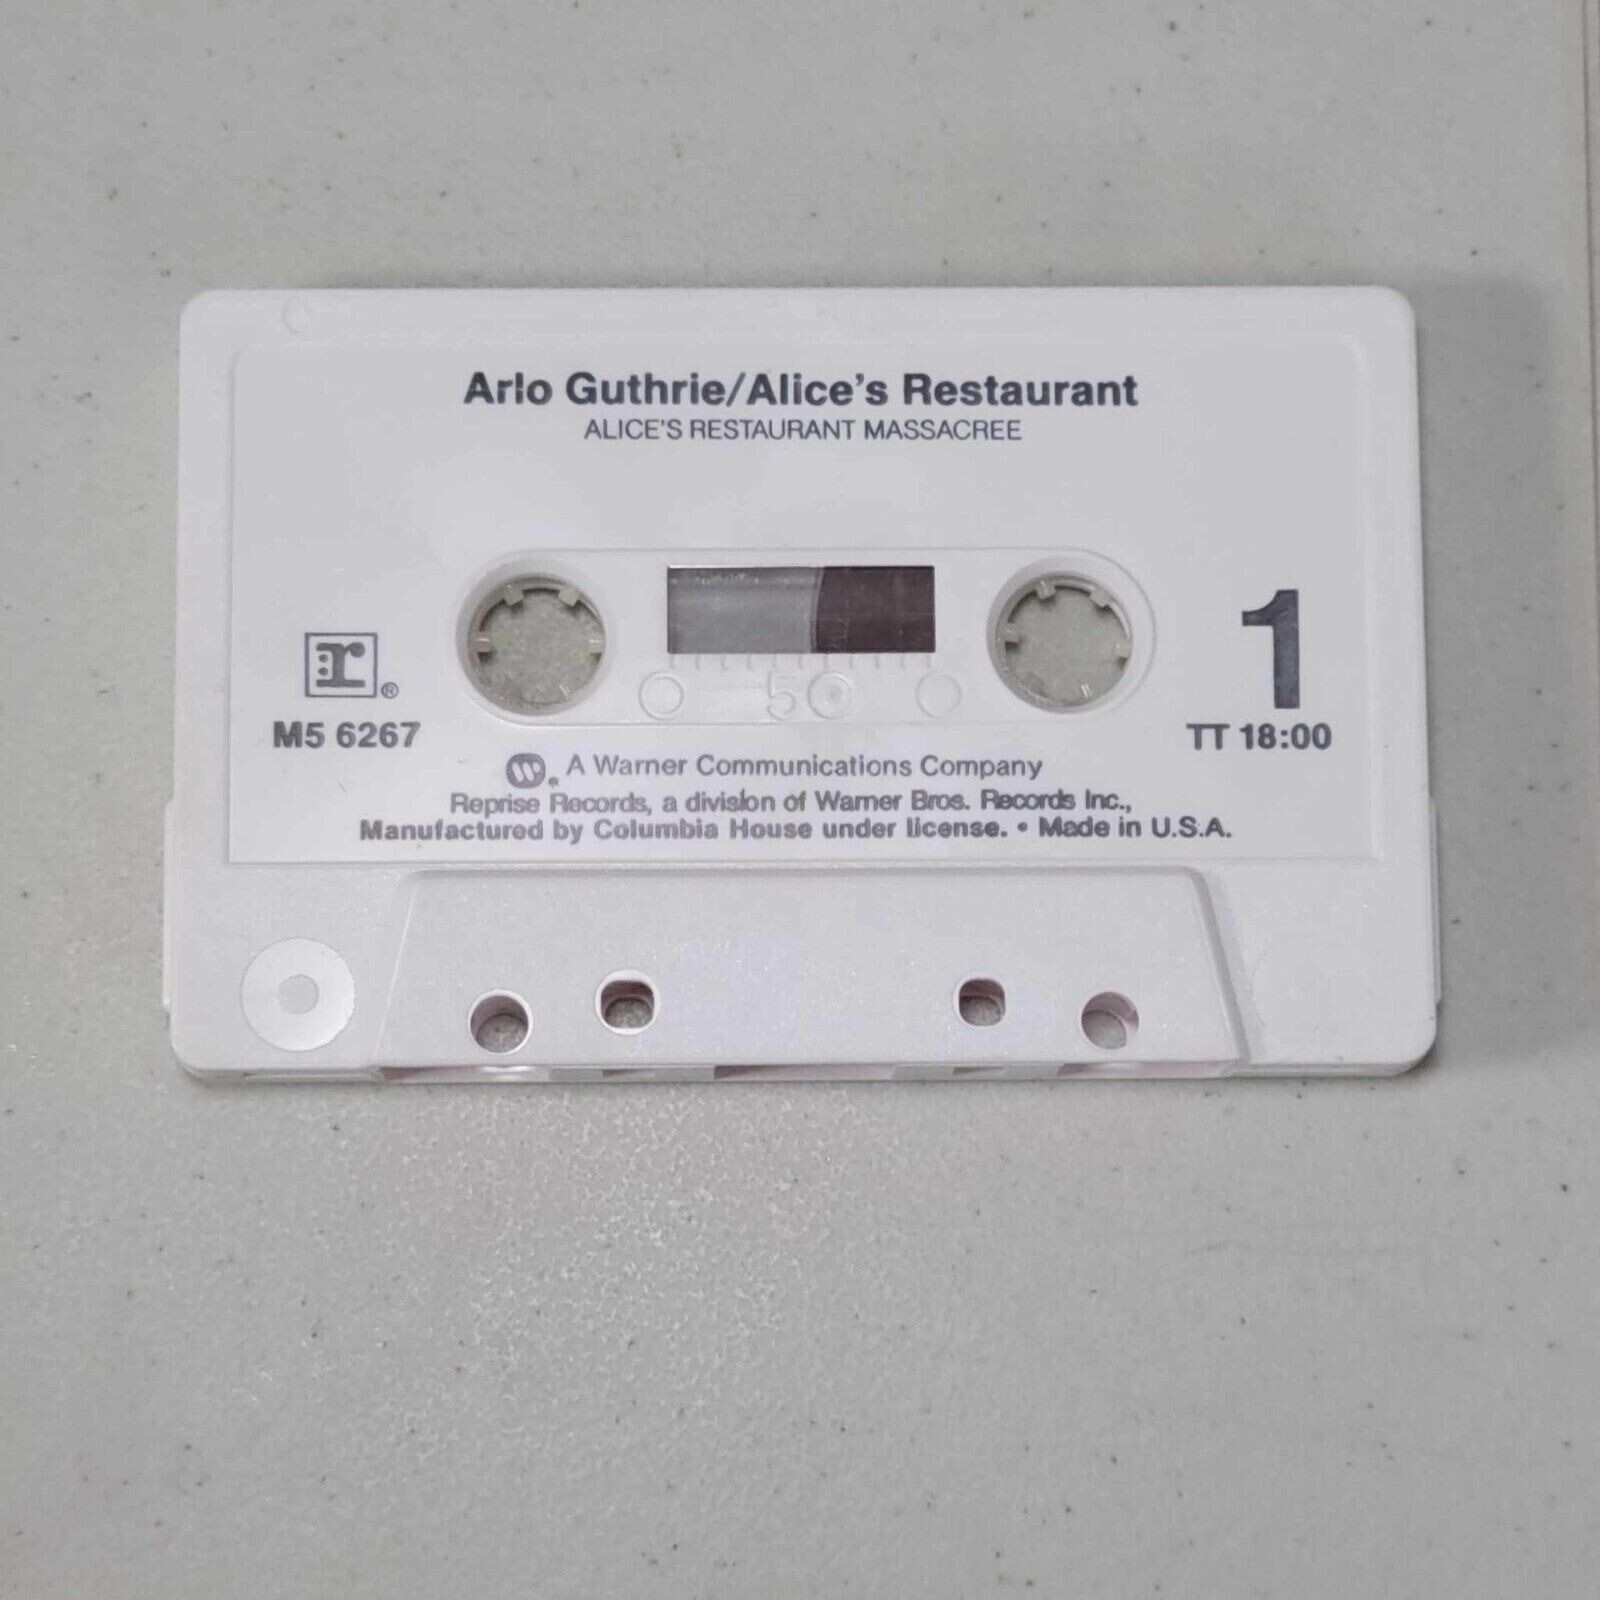 Arlo Guthrie/Alice's Restaurant
ALICE'S RESTAURANT MASSACREE
50
r ®
1
M5 6267
TT 18:00
A Warner Communications Company
Reprise Records, a division of Warner Bros. Records Inc.,
Manufactured by Columbia House under license. • Made in U.S.A.